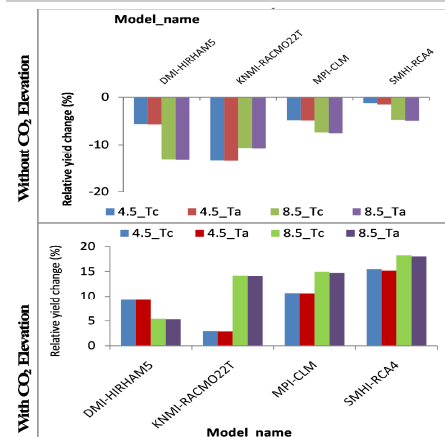 Model_name
DMI-HIRHAM5
KNMI-RACMO22T
MPI-CLM
SMHI-RCA4
Without CO2 Elevation
Relative yield change (%)
0
-10
-20
4.5_Tc 4.5_Ta 8.5_Tc 8.5_Ta
4.5_Tc 4.5_Ta 8.5_Tc 8.5_Ta
With CO2 Elevation
Relative yield change (%)
20
15
10
5
0
DMI-HIRHAM5
KNMI-RACMO22T
MPI-CLM
SMHI-RCA4
Model_name